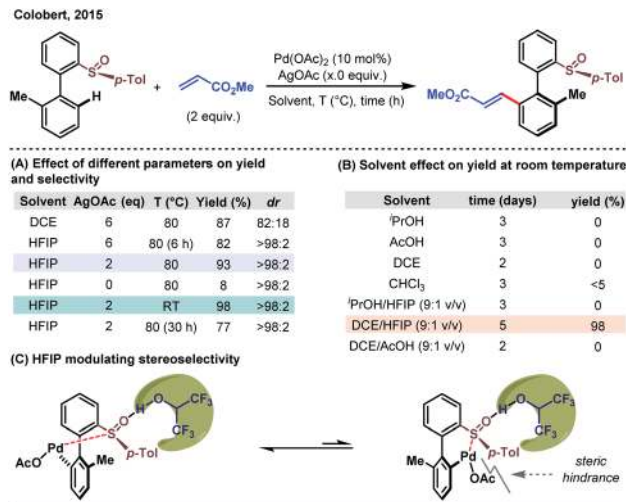 Colobert, 2015
S O p-Tol Me H
CO2Me
(2 equiv.)
Pd(OAc)2 (10 mol%)
AgOAc (x.0 equiv.)
Solvent, T (°C), time (h)
MeO2C S O p-Tol Me
(A) Effect of different parameters on yield
and selectivity
Solvent AgOAc (eq) T (°C) Yield (%) dr
DCE 6 80 87 82:18
HFIP 6 80 (6 h) 82 >98:2
HFIP 2 80 93 >98:2
HFIP 0 80 8 >98:2
HFIP 2 RT 98 >98:2
HFIP 2 80 (30 h) 77 >98:2
(B) Solvent effect on yield at room temperature
Solvent time (days) yield (%)
iPrOH 3 0
AcOH 3 0
DCE 2 0
CHCl3 3 <5
iPrOH/HFIP (9:1 v/v) 3 0
DCE/HFIP (9:1 v/v) 5 98
DCE/AcOH (9:1 v/v) 2 0
(C) HFIP modulating stereoselectivity
S O H O CF3 CF3 p-Tol Pd AcO Me
S O H O CF3 CF3 p-Tol Pd OAc Me
steric
hindrance